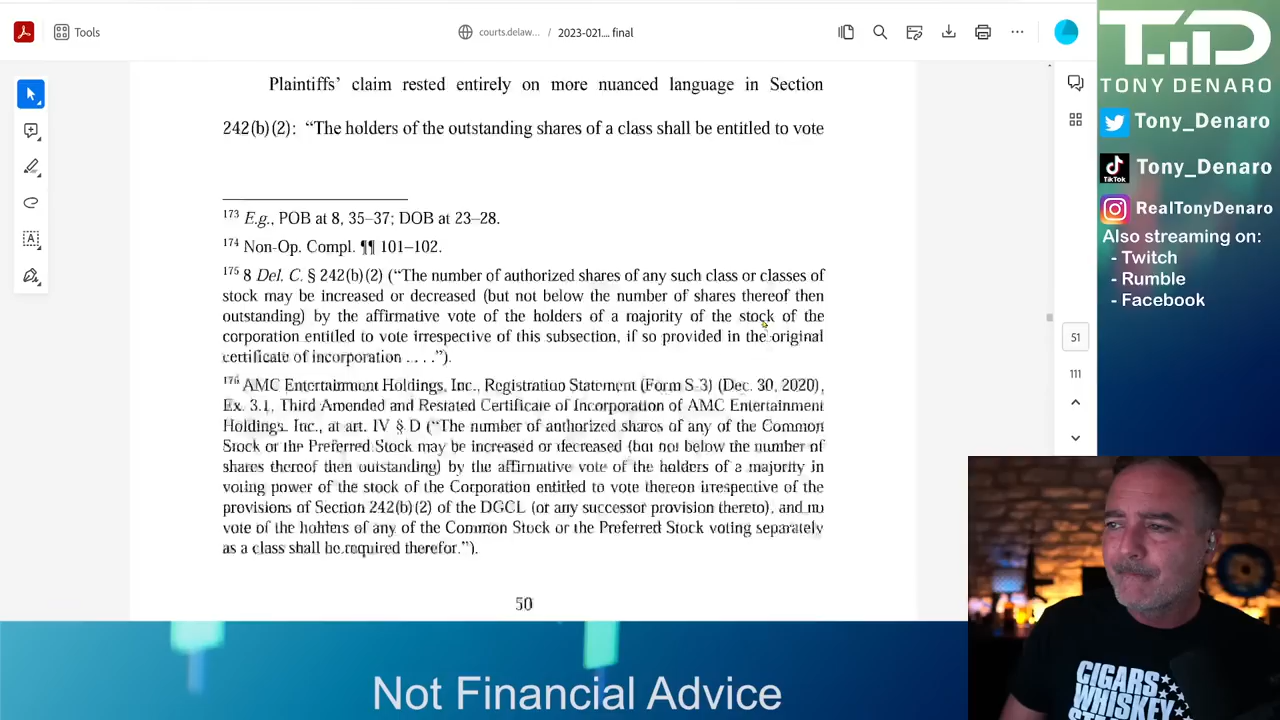 Tools
courts.delaw... / 2023-021.... final
Plaintiffs' claim rested entirely on more nuanced language in Section
242(b)(2): “The holders of the outstanding shares of a class shall be entitled to vote
173 E.g., POB at 8, 35–37; DOB at 23–28.
174 Non-Op. Compl. ¶¶ 101–102.
175 8 Del. C. § 242(b)(2) (“The number of authorized shares of any such class or classes of
stock may be increased or decreased (but not below the number of shares thereof then
outstanding) by the affirmative vote of the holders of a majority of the stock of the
corporation entitled to vote irrespective of this subsection, if so provided in the original
certificate of incorporation . . . .”).
176 AMC Entertainment Holdings, Inc., Registration Statement (Form S-3) (Dec. 30, 2020),
Ex. 3.1, Third Amended and Restated Certificate of Incorporation of AMC Entertainment
Holdings. Inc., at art. IV § D (“The number of authorized shares of any of the Common
Stock or the Preferred Stock may be increased or decreased (but not below the number of
shares thereof then outstanding) by the affirmative vote of the holders of a majority in
voting power of the stock of the Corporation entitled to vote thereon irrespective of the
provisions of Section 242(b)(2) of the DGCL (or any successor provision thereto), and no
vote of the holders of any of the Common Stock or the Preferred Stock voting separately
as a class shall be required therefor.”).
50
51
111
TD
TONY DENARO
Tony_Denaro
TikTok
Tony_Denaro
RealTonyDenaro
Also streaming on:
- Twitch
- Rumble
- Facebook
Not Financial Advice
CIGARS
WHISKEY